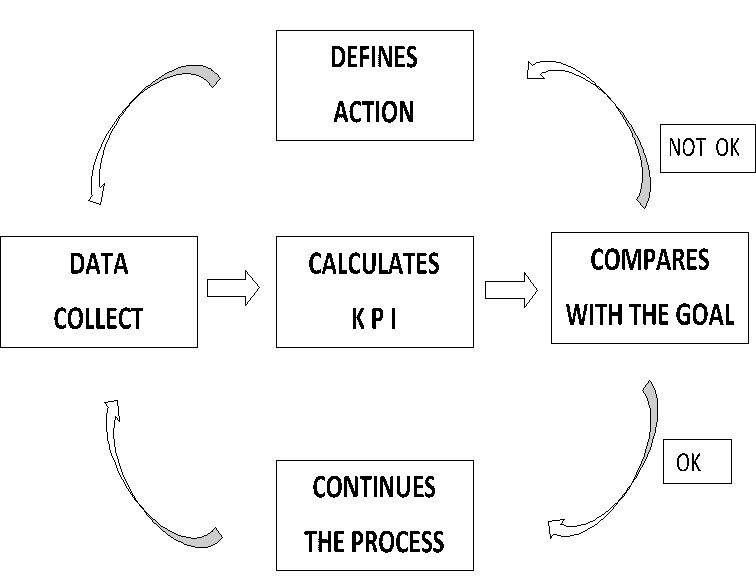 DEFINES
ACTION
NOT OK
DATA
COLLECT
CALCULATES
K P I
COMPARES
WITH THE GOAL
OK
CONTINUES
THE PROCESS